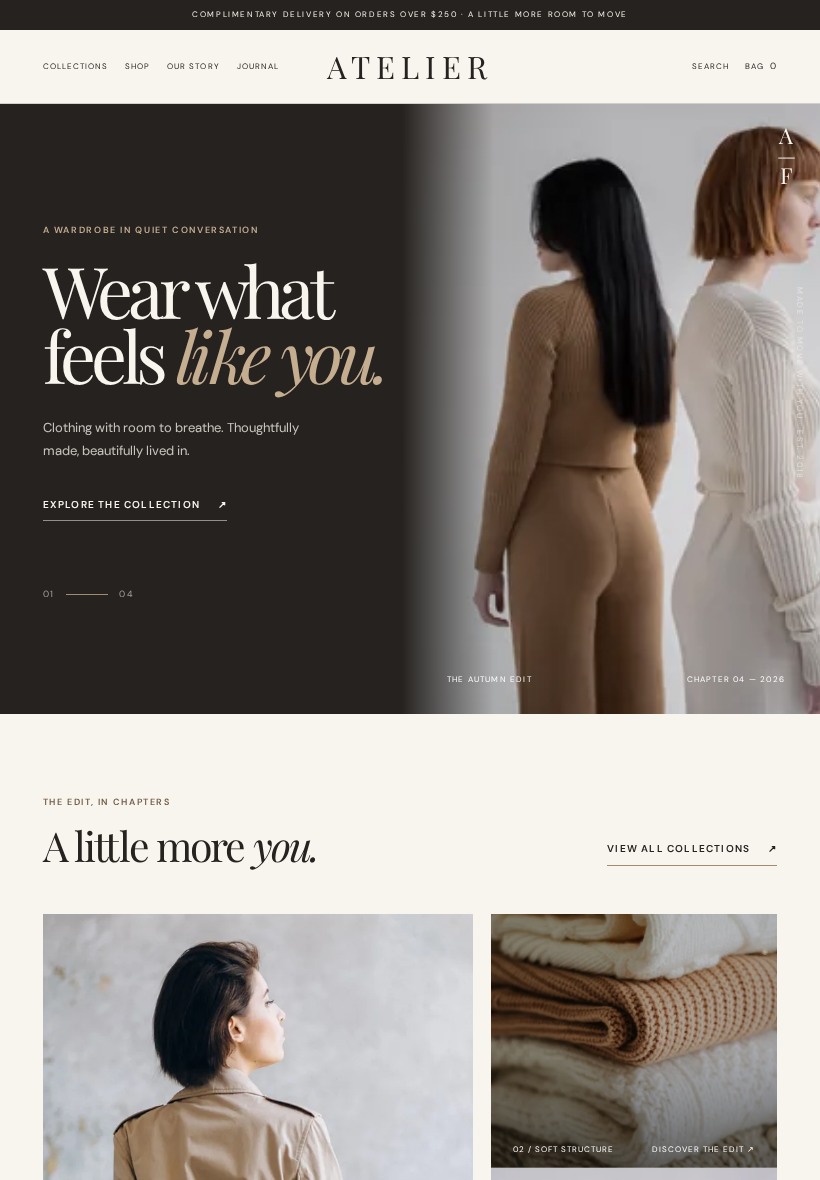 COMPLIMENTARY DELIVERY ON ORDERS OVER $250 · A LITTLE MORE ROOM TO MOVE
COLLECTIONS SHOP OUR STORY JOURNAL
ATELIER
SEARCH BAG 0
A
F
A WARDROBE IN QUIET CONVERSATION
Wear what
feels like you.
Clothing with room to breathe. Thoughtfully
made, beautifully lived in.
EXPLORE THE COLLECTION ↗
01 04
MADE TO
THE AUTUMN EDIT
CHAPTER 04 — 2026
THE EDIT, IN CHAPTERS
A little more you.
VIEW ALL COLLECTIONS ↗
02 / SOFT STRUCTURE
DISCOVER THE EDIT ↗